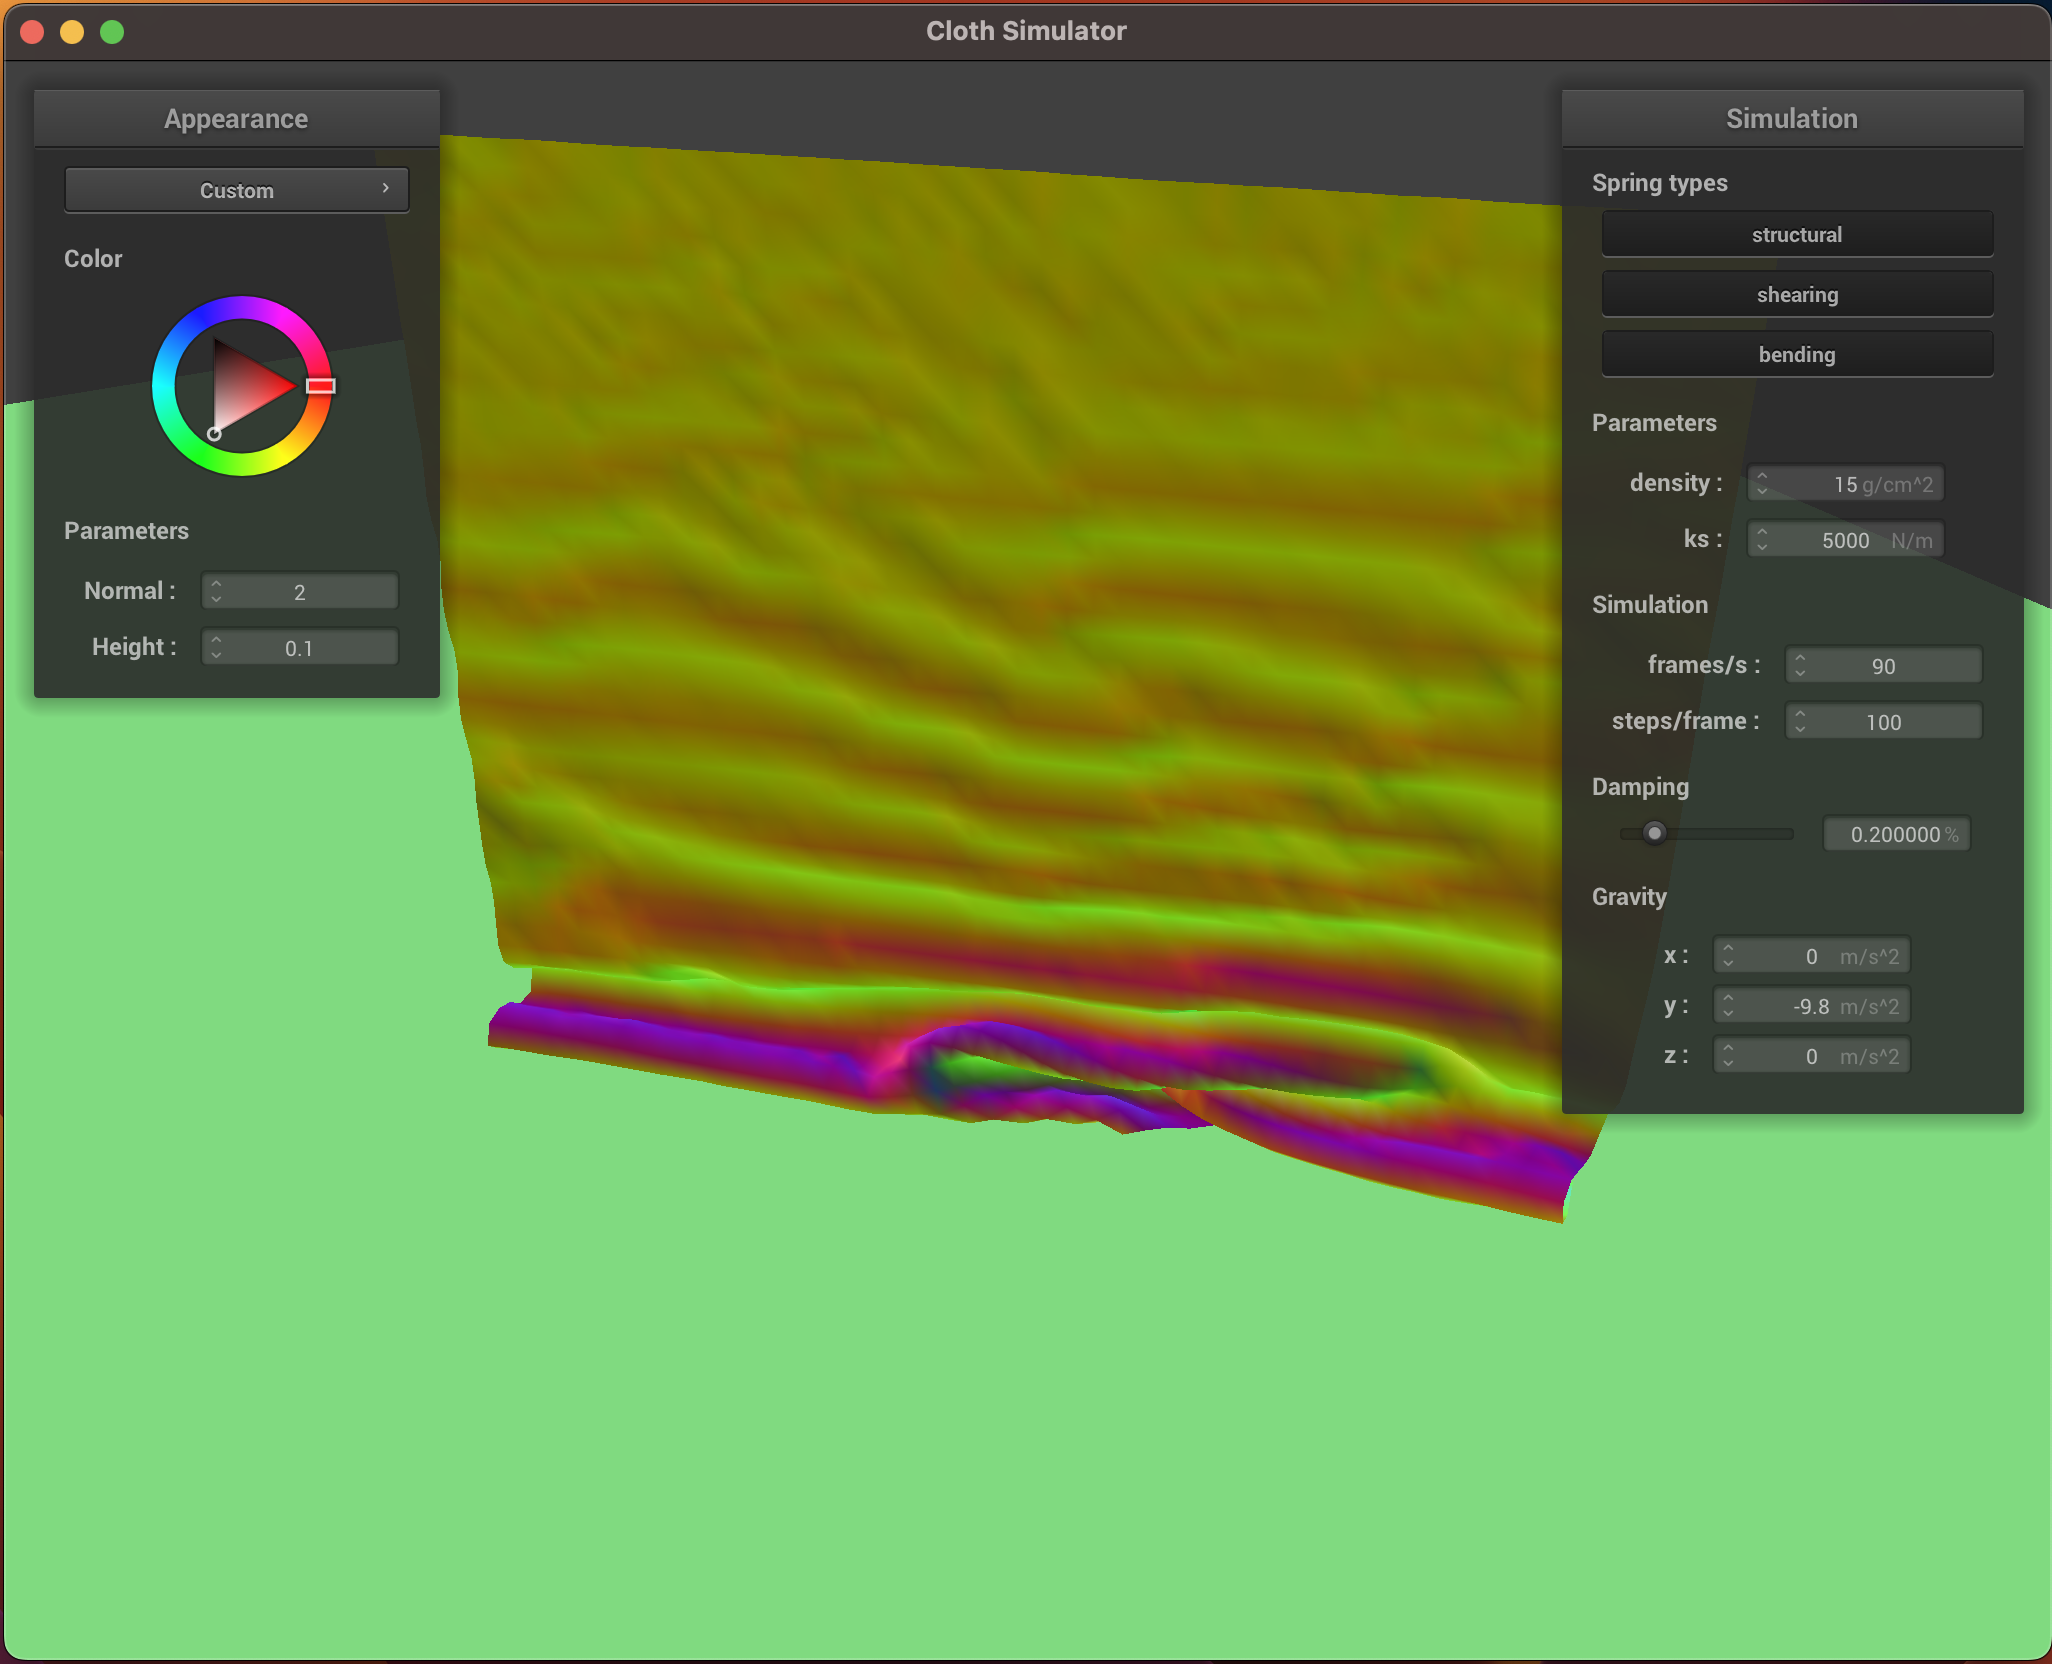 Cloth Simulator
Appearance
Custom
Color
Parameters
Normal : 2
Height : 0.1
Simulation
Spring types
structural
shearing
bending
Parameters
density : 15 g/cm^2
ks : 5000 N/m
Simulation
frames/s : 90
steps/frame : 100
Damping
0.200000 %
Gravity
x : 0 m/s^2
y : -9.8 m/s^2
z : 0 m/s^2